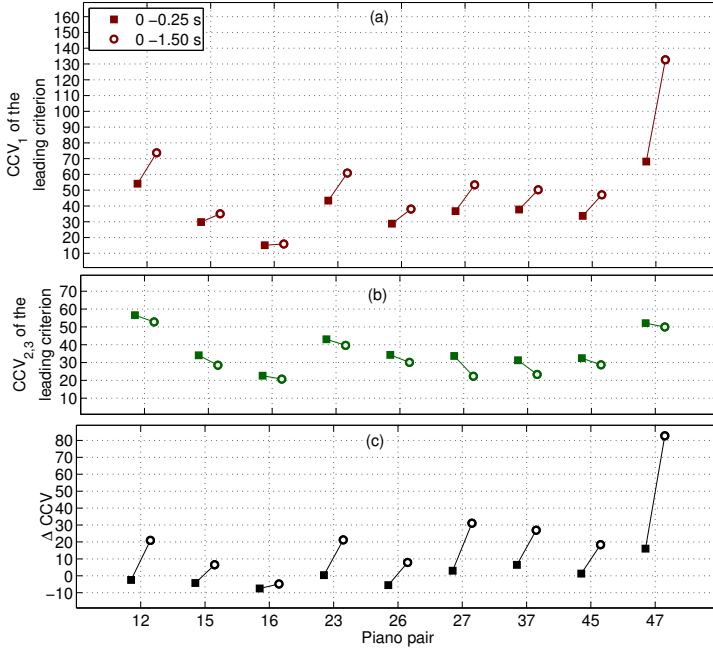 (a)
0 −0.25 s
0 −1.50 s
160
150
140
130
120
110
100
90
80
70
60
50
40
30
20
10
CCV1 of the
leading criterion
(b)
70
60
50
40
30
20
10
CCV2,3 of the
leading criterion
(c)
80
70
60
50
40
30
20
10
0
−10
Δ CCV
12 15 16 23 26 27 37 45 47
Piano pair